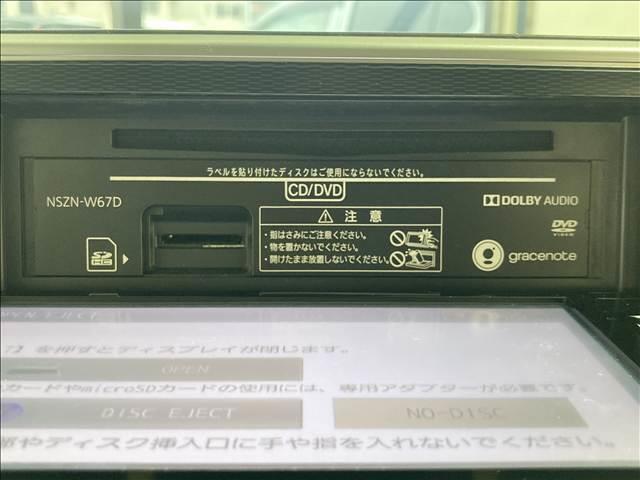 ラベルを貼り付けたディスクはご使用にならないでください。
CD/DVD
NSZN-W67D
SDHC
⚠ 注 意
・指はさみにご注意ください。
・物を置かないでください。
・開けたまま放置しないでください。
DOLBY AUDIO
DVD
VIDEO
gracenote
EJECT
を押すとディスプレイが閉じます。
OPEN
カードやmicroSDカードの使用には、専用アダプターが必要です。
DISC EJECT
NO-DISC
やディスク挿入口に手や指を入れないでください。